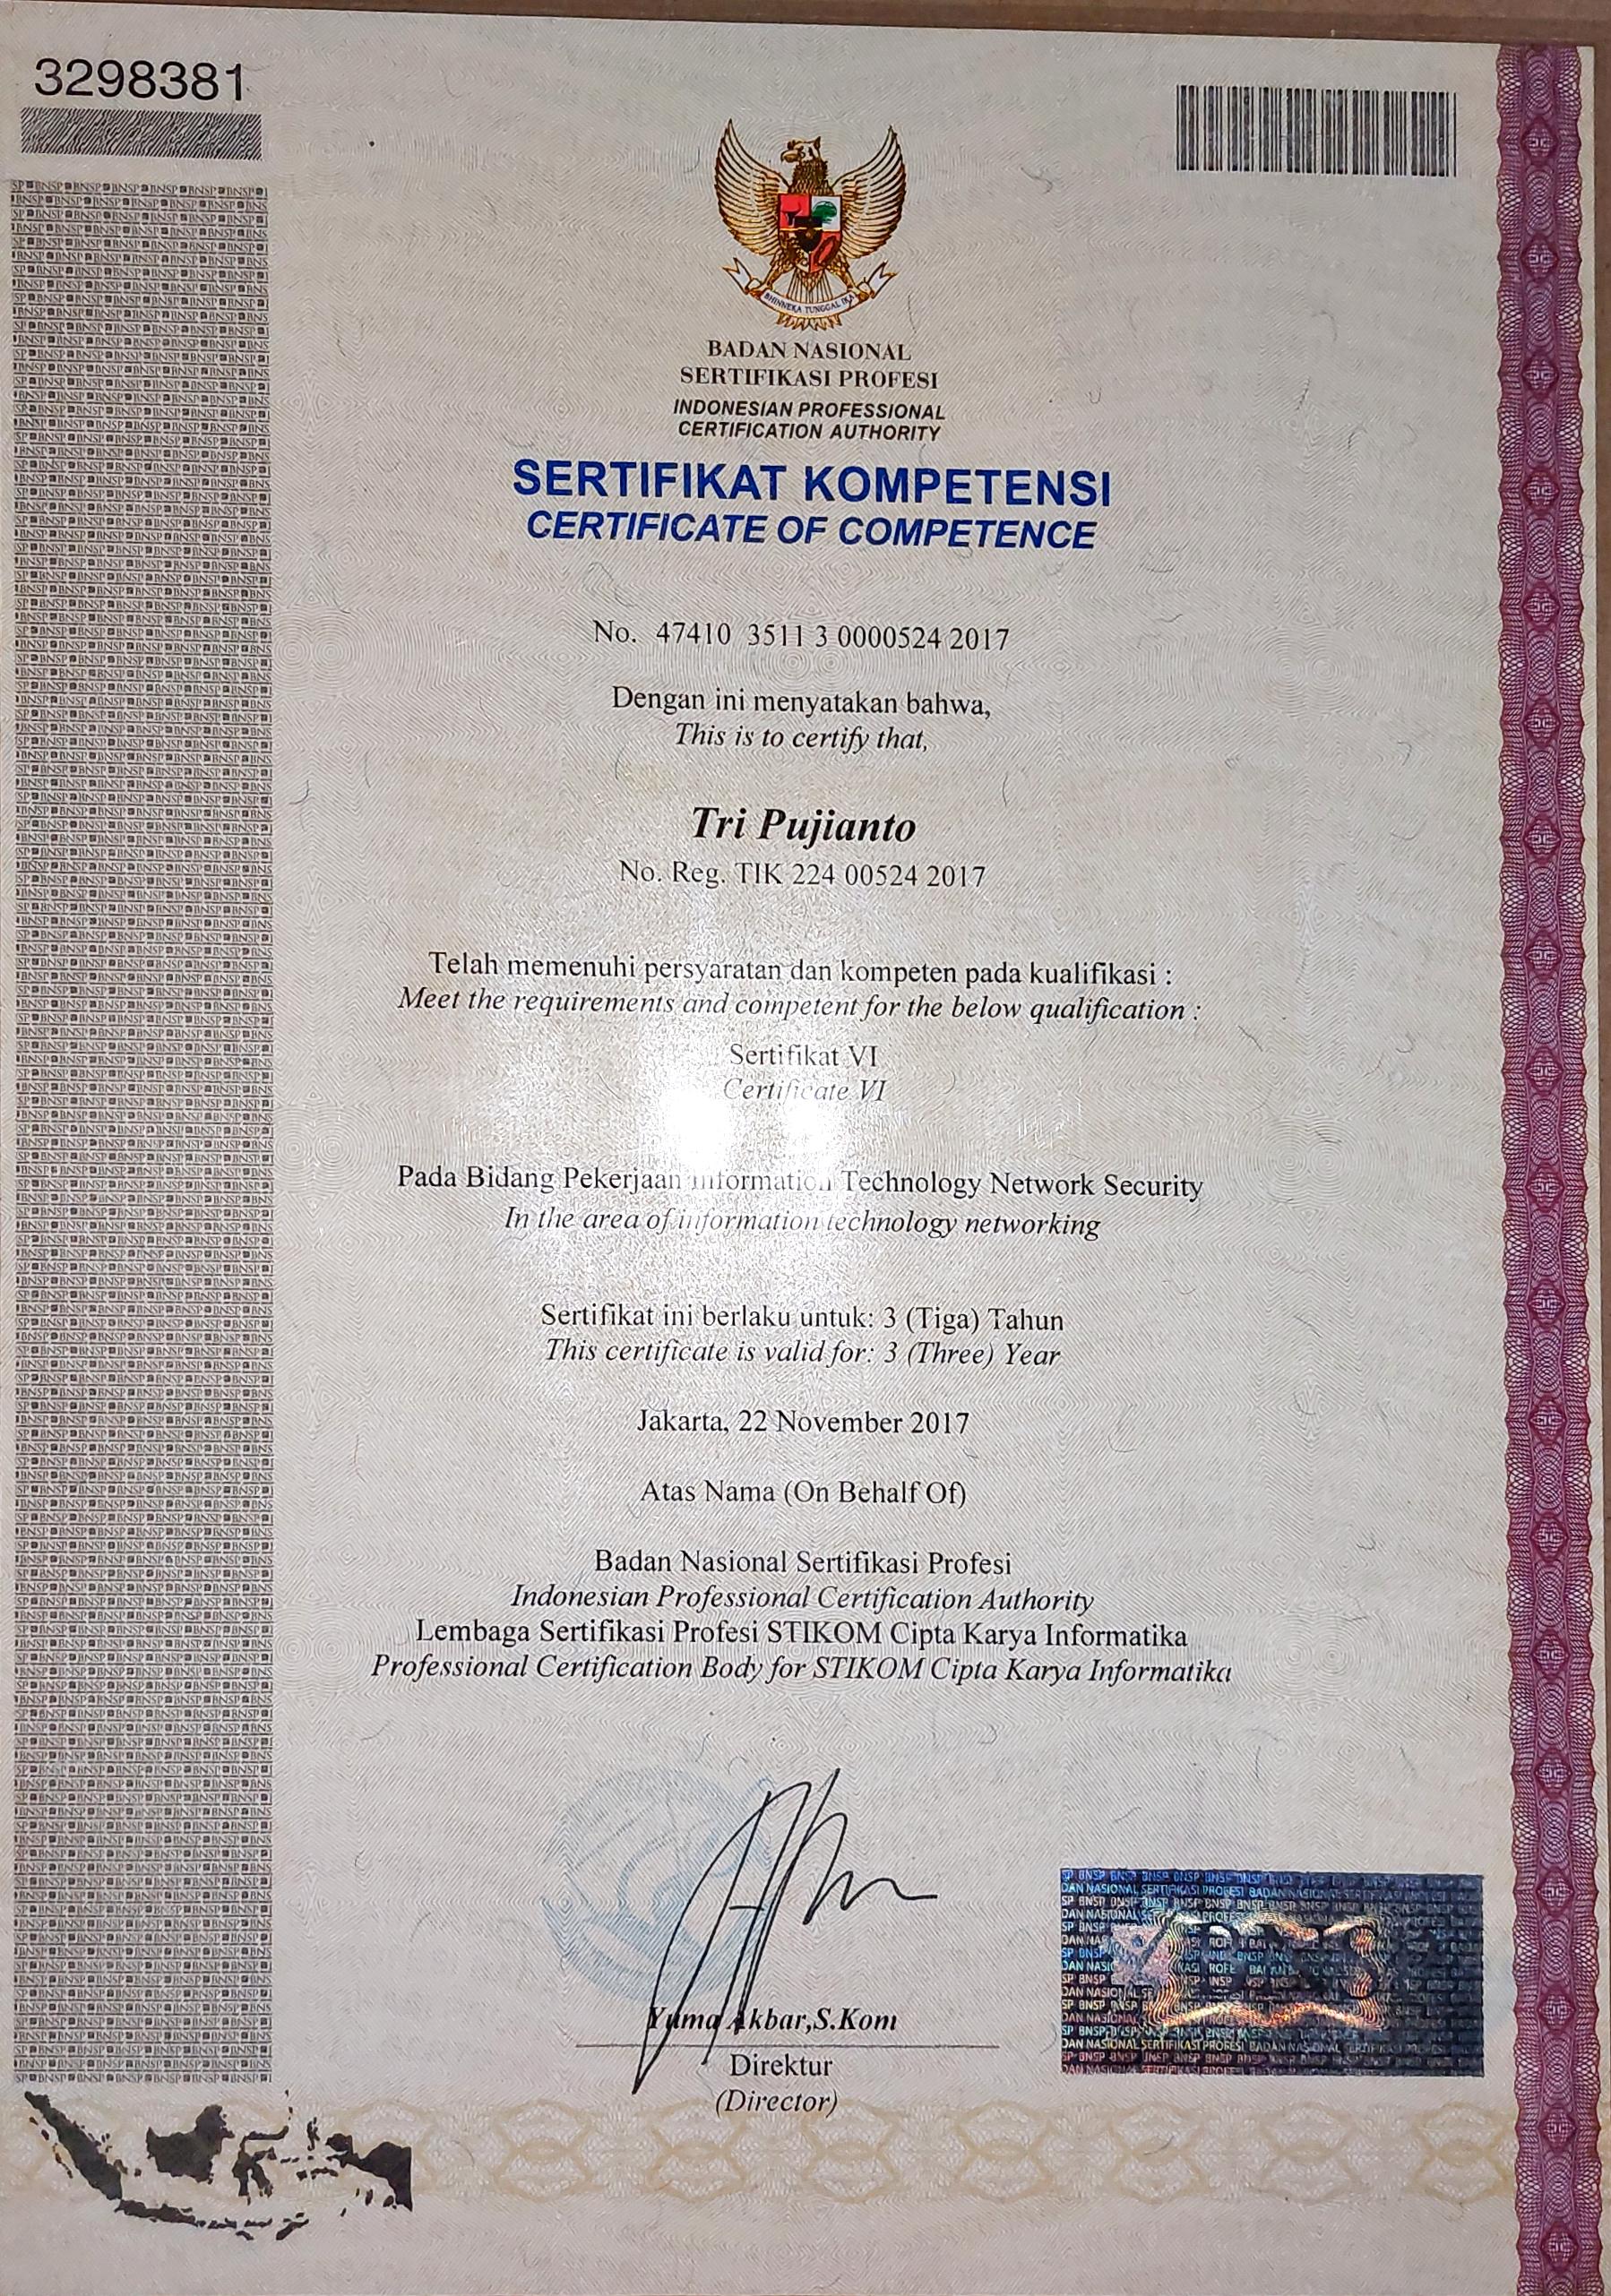 3298381
BHINNEKA TUNGGAL IKA
BADAN NASIONAL
SERTIFIKASI PROFESI
INDONESIAN PROFESSIONAL
CERTIFICATION AUTHORITY
SERTIFIKAT KOMPETENSI
CERTIFICATE OF COMPETENCE
No. 47410 3511 3 0000524 2017
Dengan ini menyatakan bahwa,
This is to certify that,
Tri Pujianto
No. Reg. TIK 224 00524 2017
Telah memenuhi persyaratan dan kompeten pada kualifikasi :
Meet the requirements and competent for the below qualification :
Sertifikat VI
Certificate VI
Pada Bidang Pekerjaan Information Technology Network Security
In the area of information technology networking
Sertifikat ini berlaku untuk: 3 (Tiga) Tahun
This certificate is valid for: 3 (Three) Year
Jakarta, 22 November 2017
Atas Nama (On Behalf Of)
Badan Nasional Sertifikasi Profesi
Indonesian Professional Certification Authority
Lembaga Sertifikasi Profesi STIKOM Cipta Karya Informatika
Professional Certification Body for STIKOM Cipta Karya Informatika
Yuma Akbar,S.Kom
Direktur
(Director)